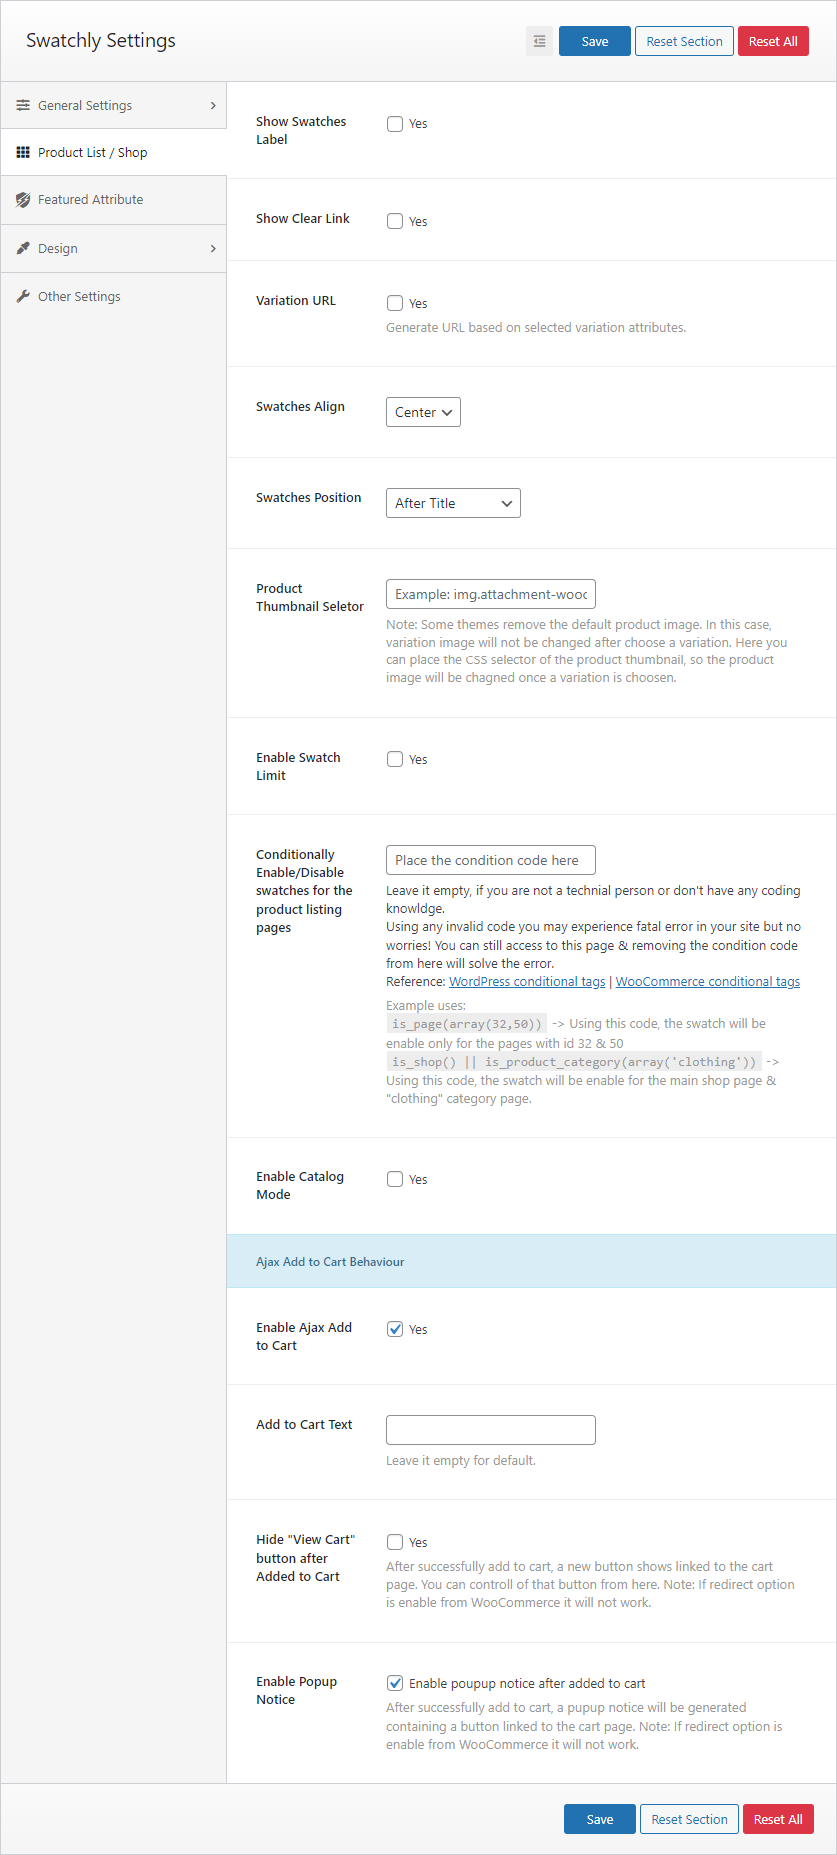 Swatchly Settings
Save
Reset Section
Reset All
General Settings
Product List / Shop
Featured Attribute
Design
Other Settings
Show Swatches
Label
Yes
Show Clear Link
Yes
Variation URL
Yes
Generate URL based on selected variation attributes.
Swatches Align
Center
Swatches Position
After Title
Product
Thumbnail Seletor
Example: img.attachment-wooc
Note: Some themes remove the default product image. In this case,
variation image will not be changed after choose a variation. Here you
can place the CSS selector of the product thumbnail, so the product
image will be chagned once a variation is choosen.
Enable Swatch
Limit
Yes
Conditionally
Enable/Disable
swatches for the
product listing
pages
Place the condition code here
Leave it empty, if you are not a technial person or don't have any coding
knowldge.
Using any invalid code you may experience fatal error in your site but no
worries! You can still access to this page & removing the condition code
from here will solve the error.
Reference: WordPress conditional tags | WooCommerce conditional tags
Example uses:
is_page(array(32,50)) -> Using this code, the swatch will be
enable only for the pages with id 32 & 50
is_shop() || is_product_category(array('clothing')) ->
Using this code, the swatch will be enable for the main shop page &
"clothing" category page.
Enable Catalog
Mode
Yes
Ajax Add to Cart Behaviour
Enable Ajax Add
to Cart
Yes
Add to Cart Text
Leave it empty for default.
Hide "View Cart"
button after
Added to Cart
Yes
After successfully add to cart, a new button shows linked to the cart
page. You can controll of that button from here. Note: If redirect option
is enable from WooCommerce it will not work.
Enable Popup
Notice
Enable poupup notice after added to cart
After successfully add to cart, a pupup notice will be generated
containing a button linked to the cart page. Note: If redirect option is
enable from WooCommerce it will not work.
Save
Reset Section
Reset All